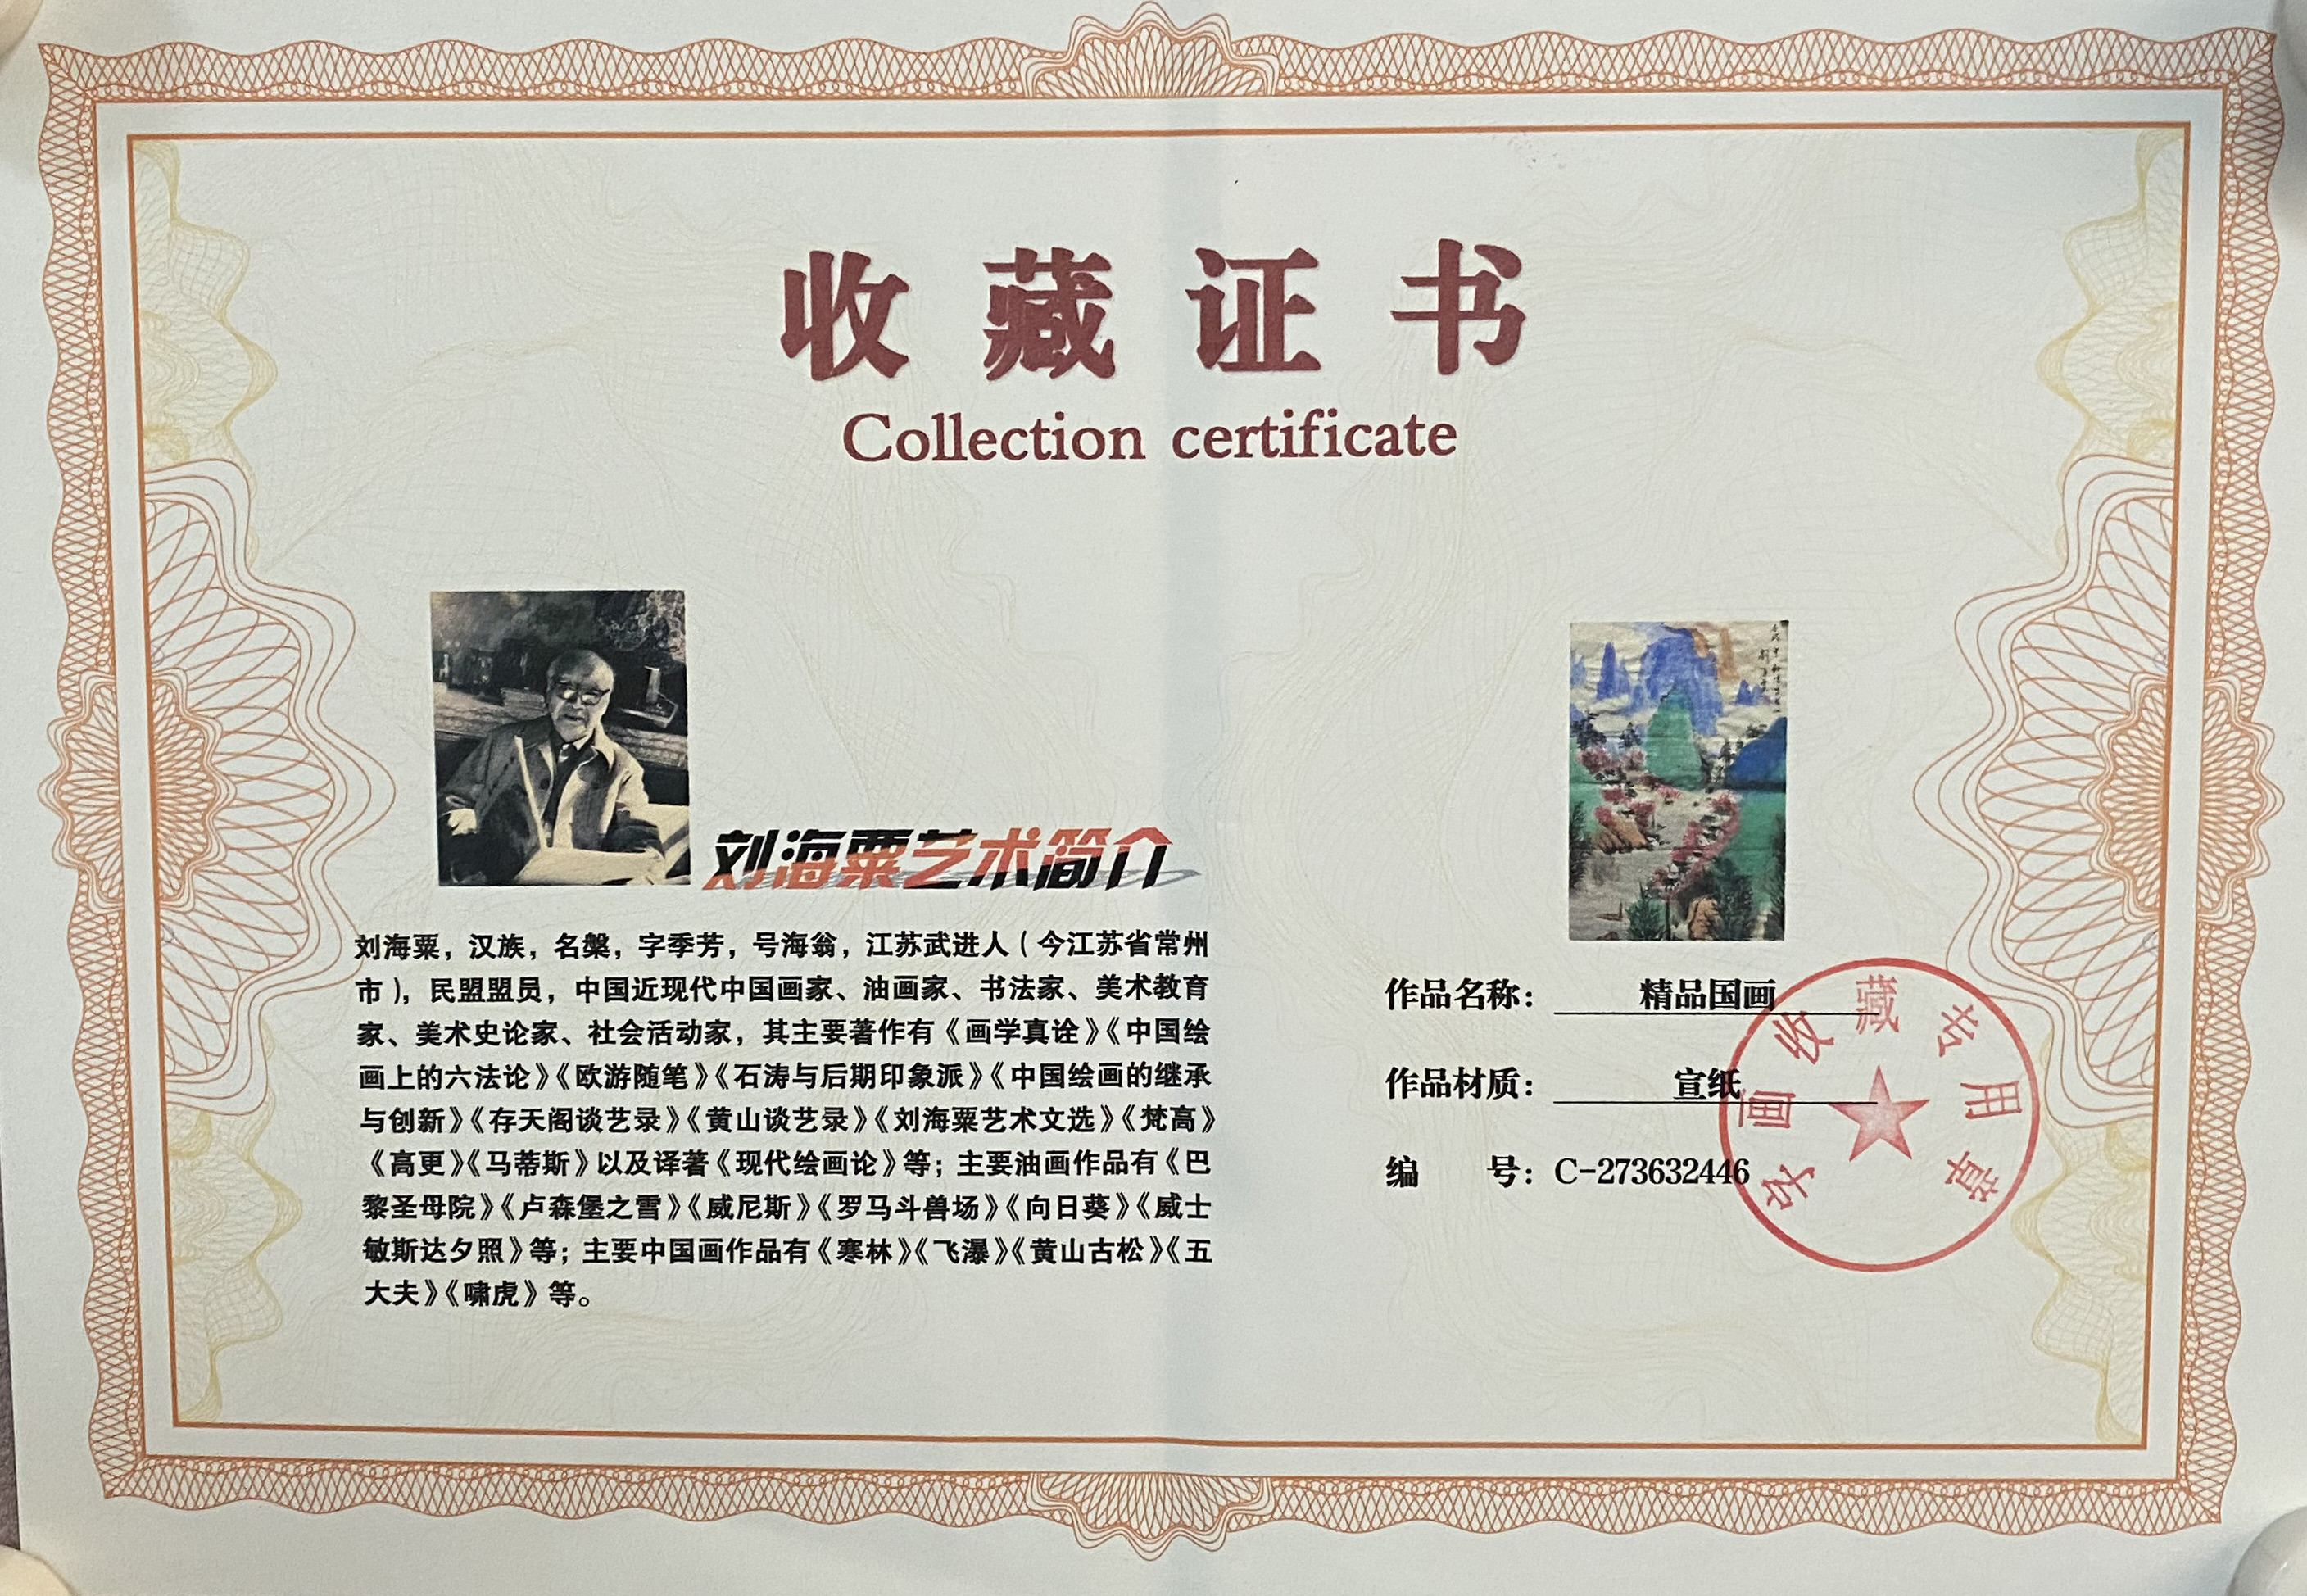 收藏证书
Collection certificate
刘海粟艺术简介
刘海粟，汉族，名槃，字季芳，号海翁，江苏武进人（今江苏省常州
市），民盟盟员，中国近现代中国画家、油画家、书法家、美术教育
家、美术史论家、社会活动家，其主要著作有《画学真诠》《中国绘
画上的六法论》《欧游随笔》《石涛与后期印象派》《中国绘画的继承
与创新》《存天阁谈艺录》《黄山谈艺录》《刘海粟艺术文选》《梵高》
《高更》《马蒂斯》以及译著《现代绘画论》等；主要油画作品有《巴
黎圣母院》《卢森堡之雪》《威尼斯》《罗马斗兽场》《向日葵》《威士
敏斯达夕照》等；主要中国画作品有《寒林》《飞瀑》《黄山古松》《五
大夫》《啸虎》等。
作品名称：精品国画
作品材质：宣纸
编号：C-273632446
字画收藏专用章